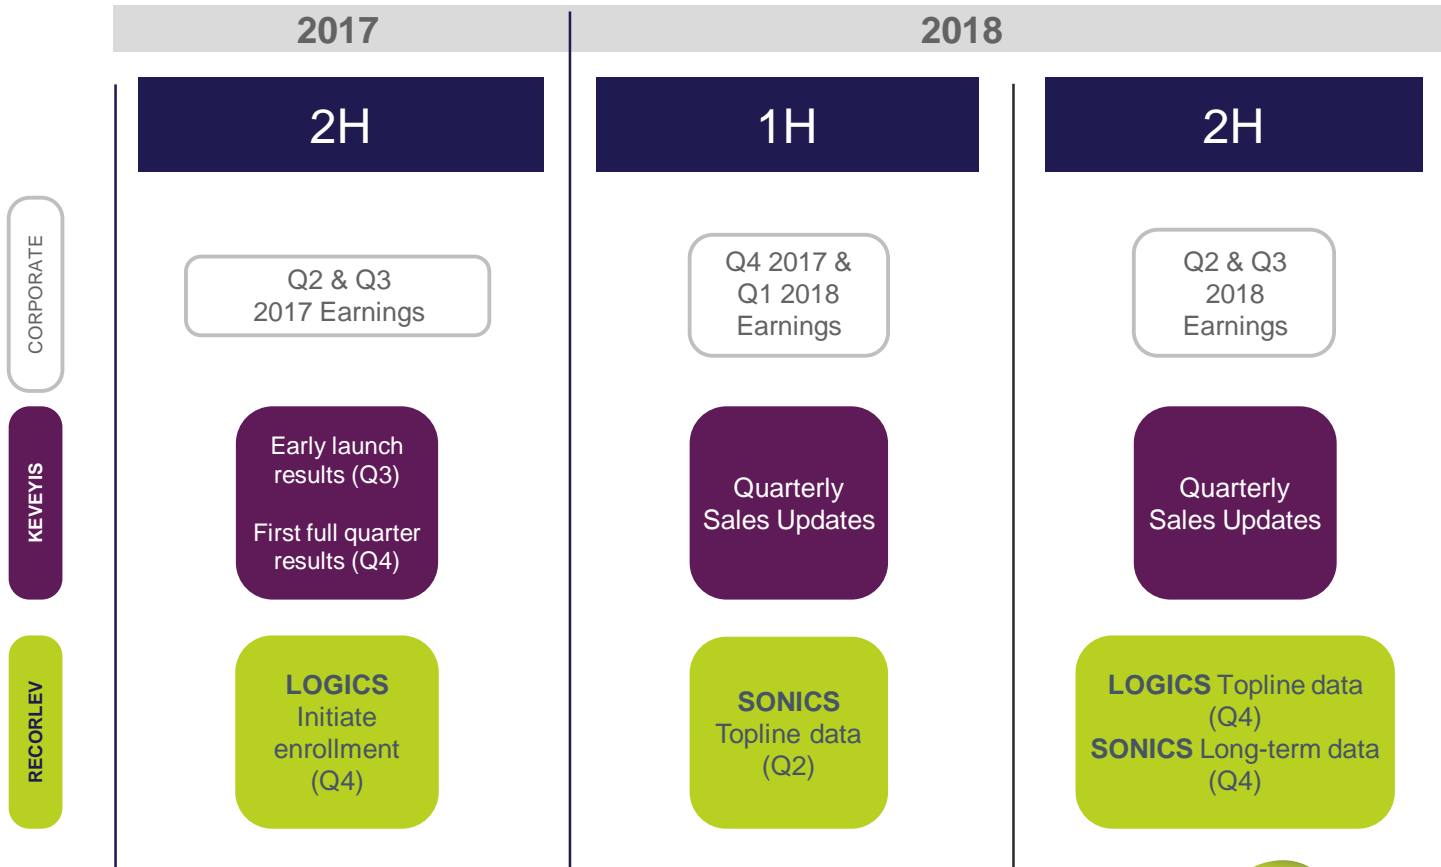 2017
2018
2H
1H
2H
CORPORATE
Q2 & Q3
2017 Earnings
Q4 2017 &
Q1 2018
Earnings
Q2 & Q3
2018
Earnings
KEVEYIS
Early launch
results (Q3)
First full quarter
results (Q4)
Quarterly
Sales Updates
Quarterly
Sales Updates
RECORLEV
LOGICS
Initiate
enrollment
(Q4)
SONICS
Topline data
(Q2)
LOGICS Topline data
(Q4)
SONICS Long-term data
(Q4)